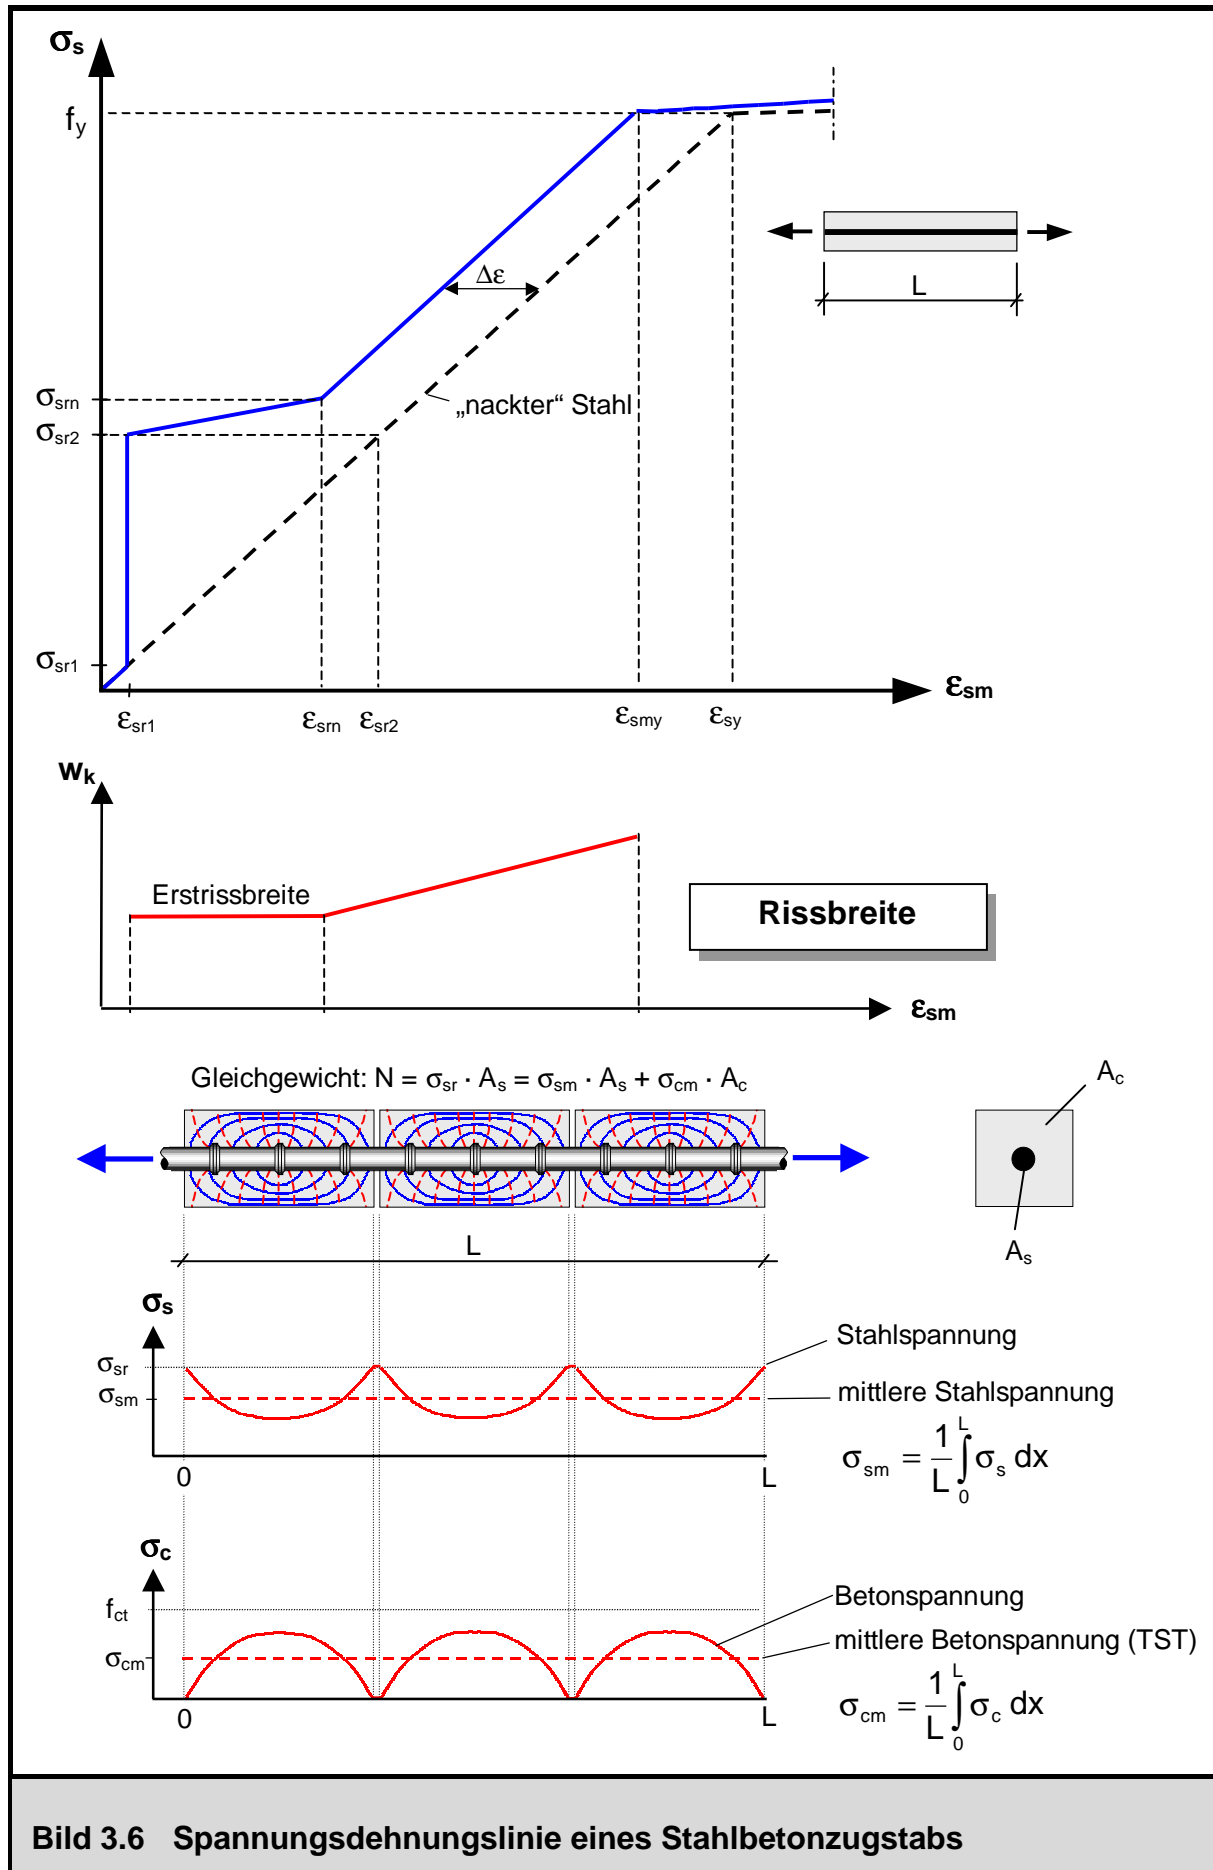 σs
fy
Δε
L
σsrn
„nackter“ Stahl
σsr2
σsr1
εsm
εsr1 εsrn εsr2 εsmy εsy
wk
Erstrissbreite
Rissbreite
εsm
Gleichgewicht: N = σsr · As = σsm · As + σcm · Ac
Ac
As
L
σs
Stahlspannung
σsr
mittlere Stahlspannung
σsm
σsm = 1/L ∫0L σs dx
0 L
σc
Betonspannung
fct
mittlere Betonspannung (TST)
σcm
σcm = 1/L ∫0L σc dx
0 L
Bild 3.6 Spannungsdehnungslinie eines Stahlbetonzugstabs